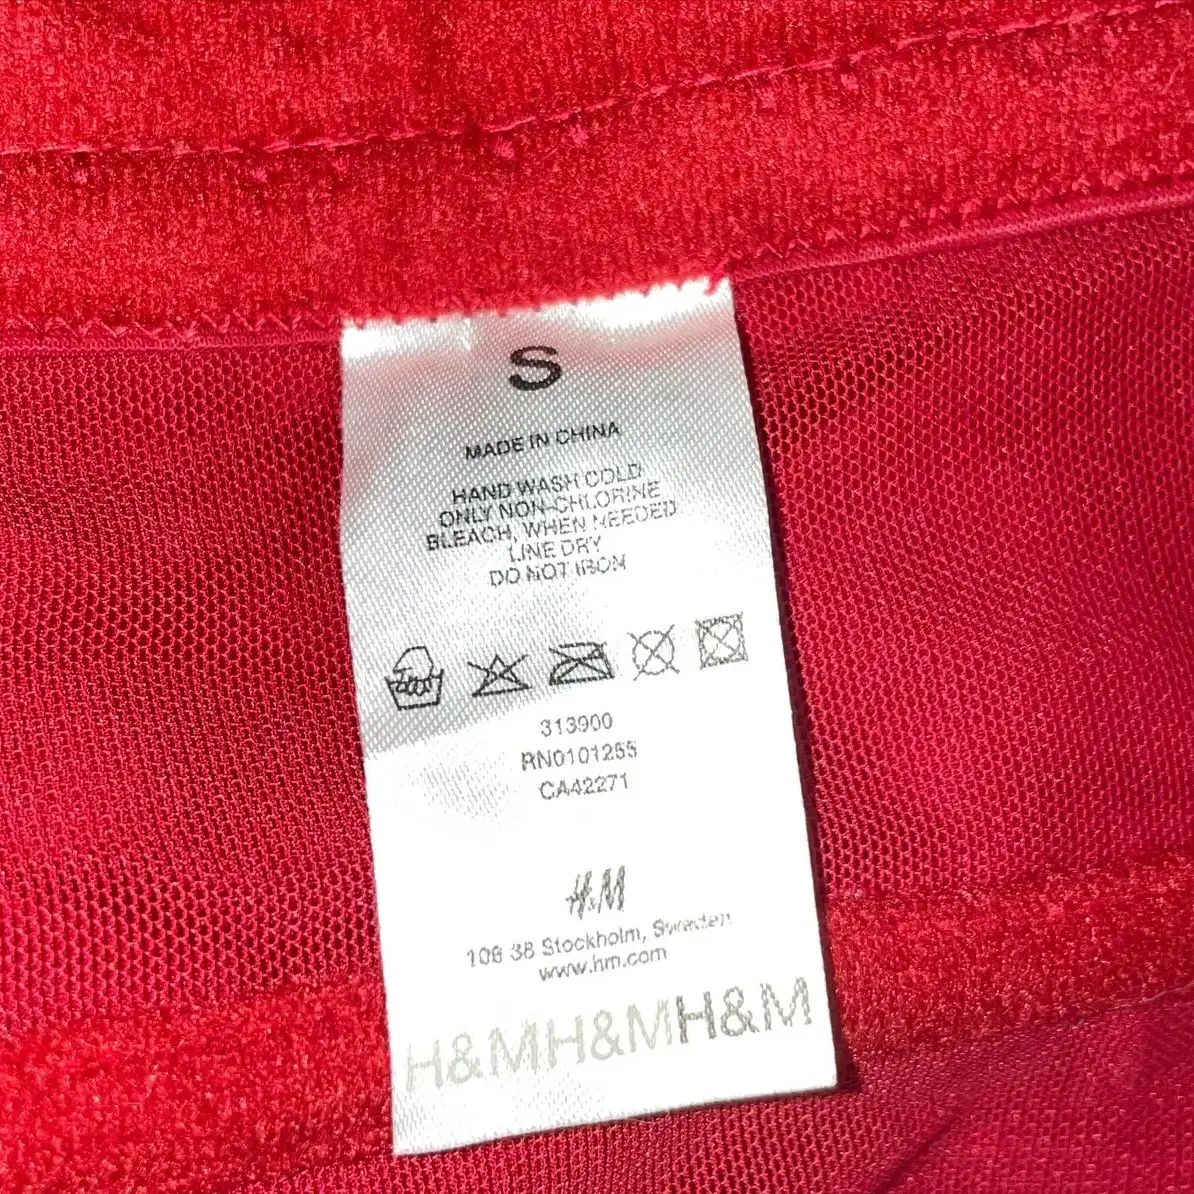 S
MADE IN CHINA
HAND WASH COLD
ONLY NON-CHLORINE
BLEACH, WHEN NEEDED
LINE DRY
DO NOT IRON
313900
RN0101255
CA42271
H&M
106 38 Stockholm, Sweden
www.hm.com
H&MH&MH&M